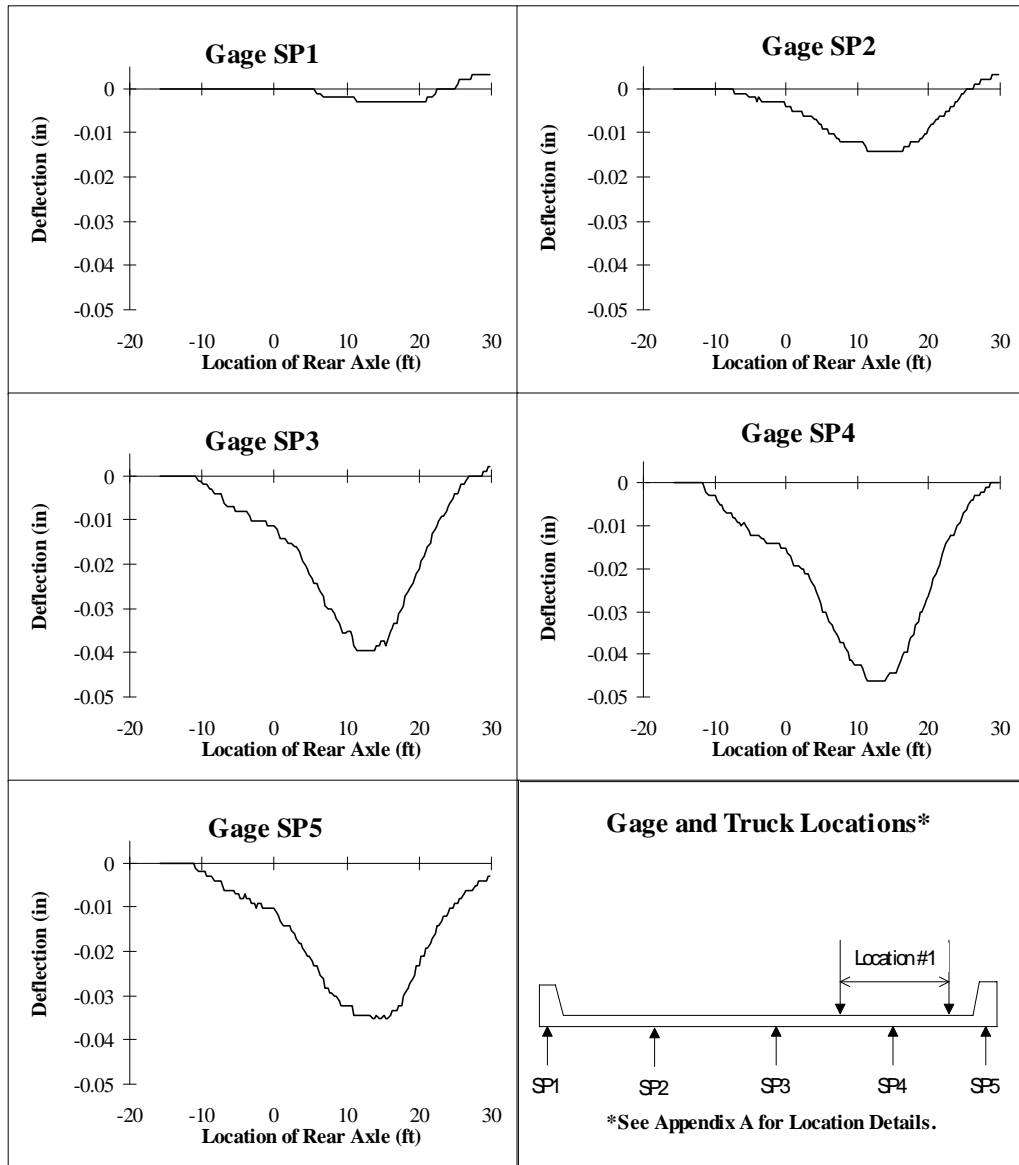 Gage SP1
Deflection (in)
0
-0.01
-0.02
-0.03
-0.04
-0.05
-20 -10 0 10 20 30
Location of Rear Axle (ft)
Gage SP2
Deflection (in)
0
-0.01
-0.02
-0.03
-0.04
-0.05
-20 -10 0 10 20 30
Location of Rear Axle (ft)
Gage SP3
Deflection (in)
0
-0.01
-0.02
-0.03
-0.04
-0.05
-20 -10 0 10 20 30
Location of Rear Axle (ft)
Gage SP4
Deflection (in)
0
-0.01
-0.02
-0.03
-0.04
-0.05
-20 -10 0 10 20 30
Location of Rear Axle (ft)
Gage SP5
Deflection (in)
0
-0.01
-0.02
-0.03
-0.04
-0.05
-20 -10 0 10 20 30
Location of Rear Axle (ft)
Gage and Truck Locations*
Location #1
SP1 SP2 SP3 SP4 SP5
*See Appendix A for Location Details.